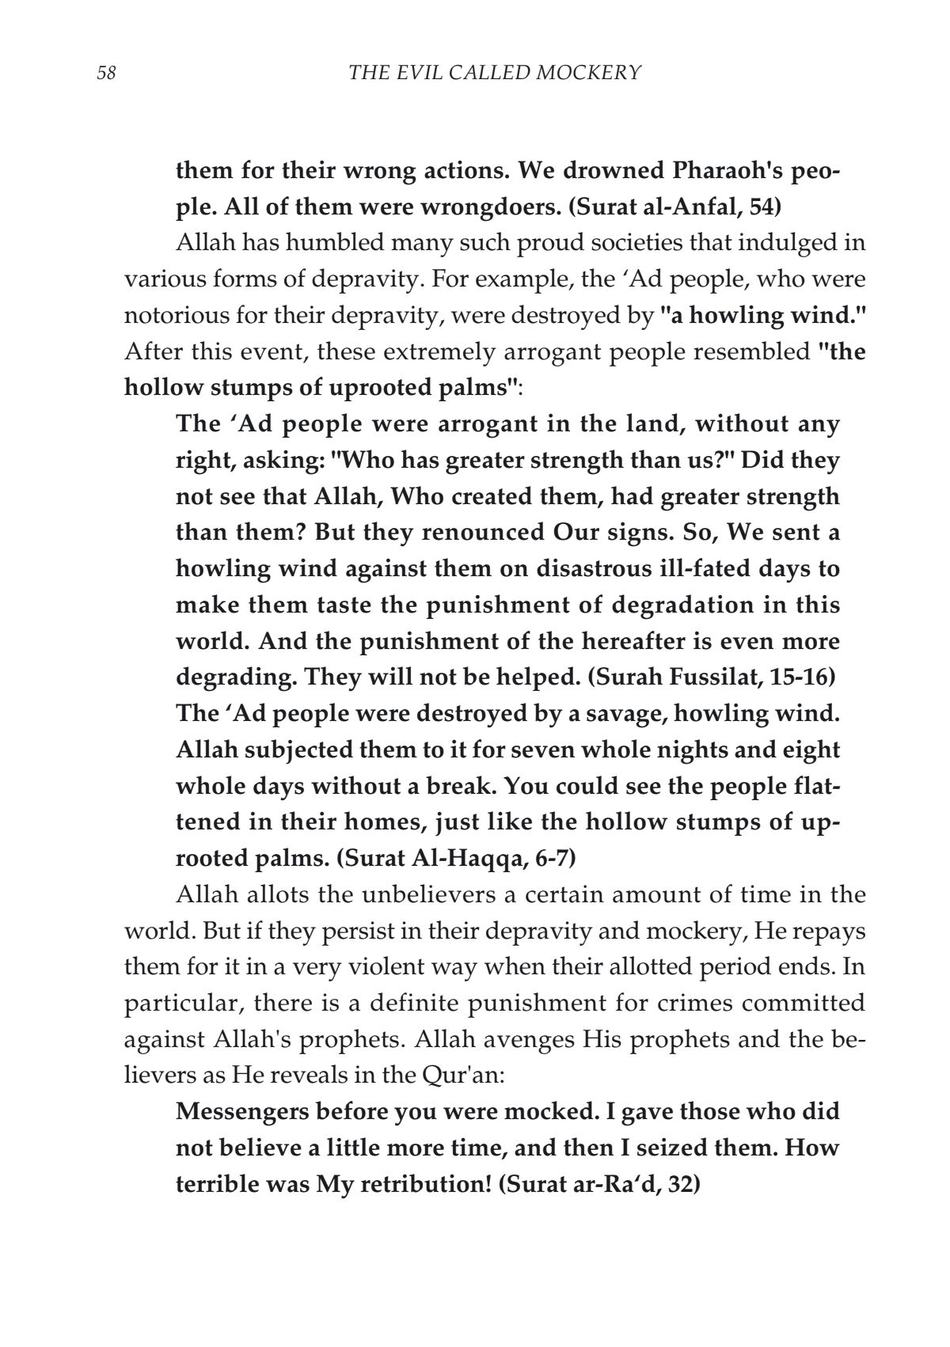 58
THE EVIL CALLED MOCKERY
them for their wrong actions. We drowned Pharaoh's peo-
ple. All of them were wrongdoers. (Surat al-Anfal, 54)
Allah has humbled many such proud societies that indulged in
various forms of depravity. For example, the ‘Ad people, who were
notorious for their depravity, were destroyed by "a howling wind."
After this event, these extremely arrogant people resembled "the
hollow stumps of uprooted palms":
The ‘Ad people were arrogant in the land, without any
right, asking: "Who has greater strength than us?" Did they
not see that Allah, Who created them, had greater strength
than them? But they renounced Our signs. So, We sent a
howling wind against them on disastrous ill-fated days to
make them taste the punishment of degradation in this
world. And the punishment of the hereafter is even more
degrading. They will not be helped. (Surah Fussilat, 15-16)
The ‘Ad people were destroyed by a savage, howling wind.
Allah subjected them to it for seven whole nights and eight
whole days without a break. You could see the people flat-
tened in their homes, just like the hollow stumps of up-
rooted palms. (Surat Al-Haqqa, 6-7)
Allah allots the unbelievers a certain amount of time in the
world. But if they persist in their depravity and mockery, He repays
them for it in a very violent way when their allotted period ends. In
particular, there is a definite punishment for crimes committed
against Allah's prophets. Allah avenges His prophets and the be-
lievers as He reveals in the Qur'an:
Messengers before you were mocked. I gave those who did
not believe a little more time, and then I seized them. How
terrible was My retribution! (Surat ar-Ra‘d, 32)